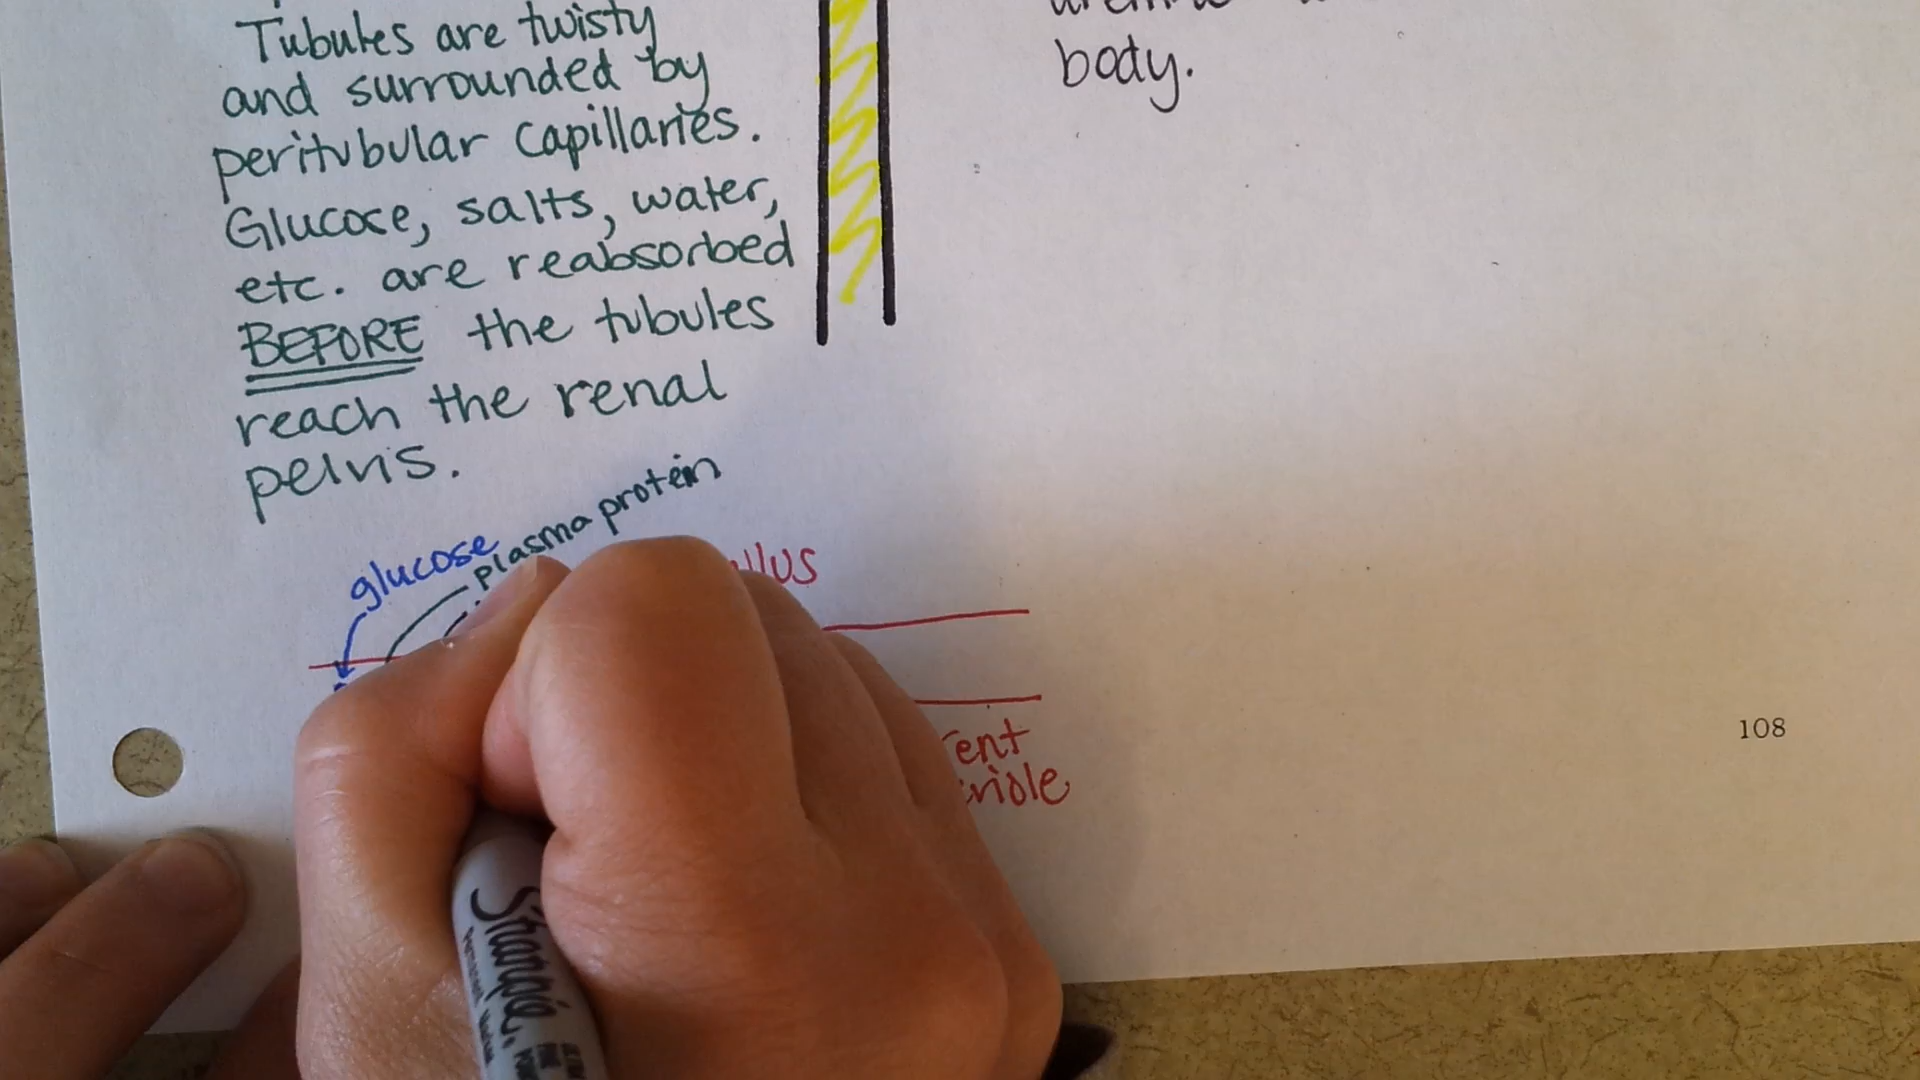 Tubules are twisty
and surrounded by
peritubular capillaries.
Glucose, salts, water,
etc. are reabsorbed
BEFORE the tubules
reach the renal
pelvis.
body.
glucose
plasma protein
108
Sharpie